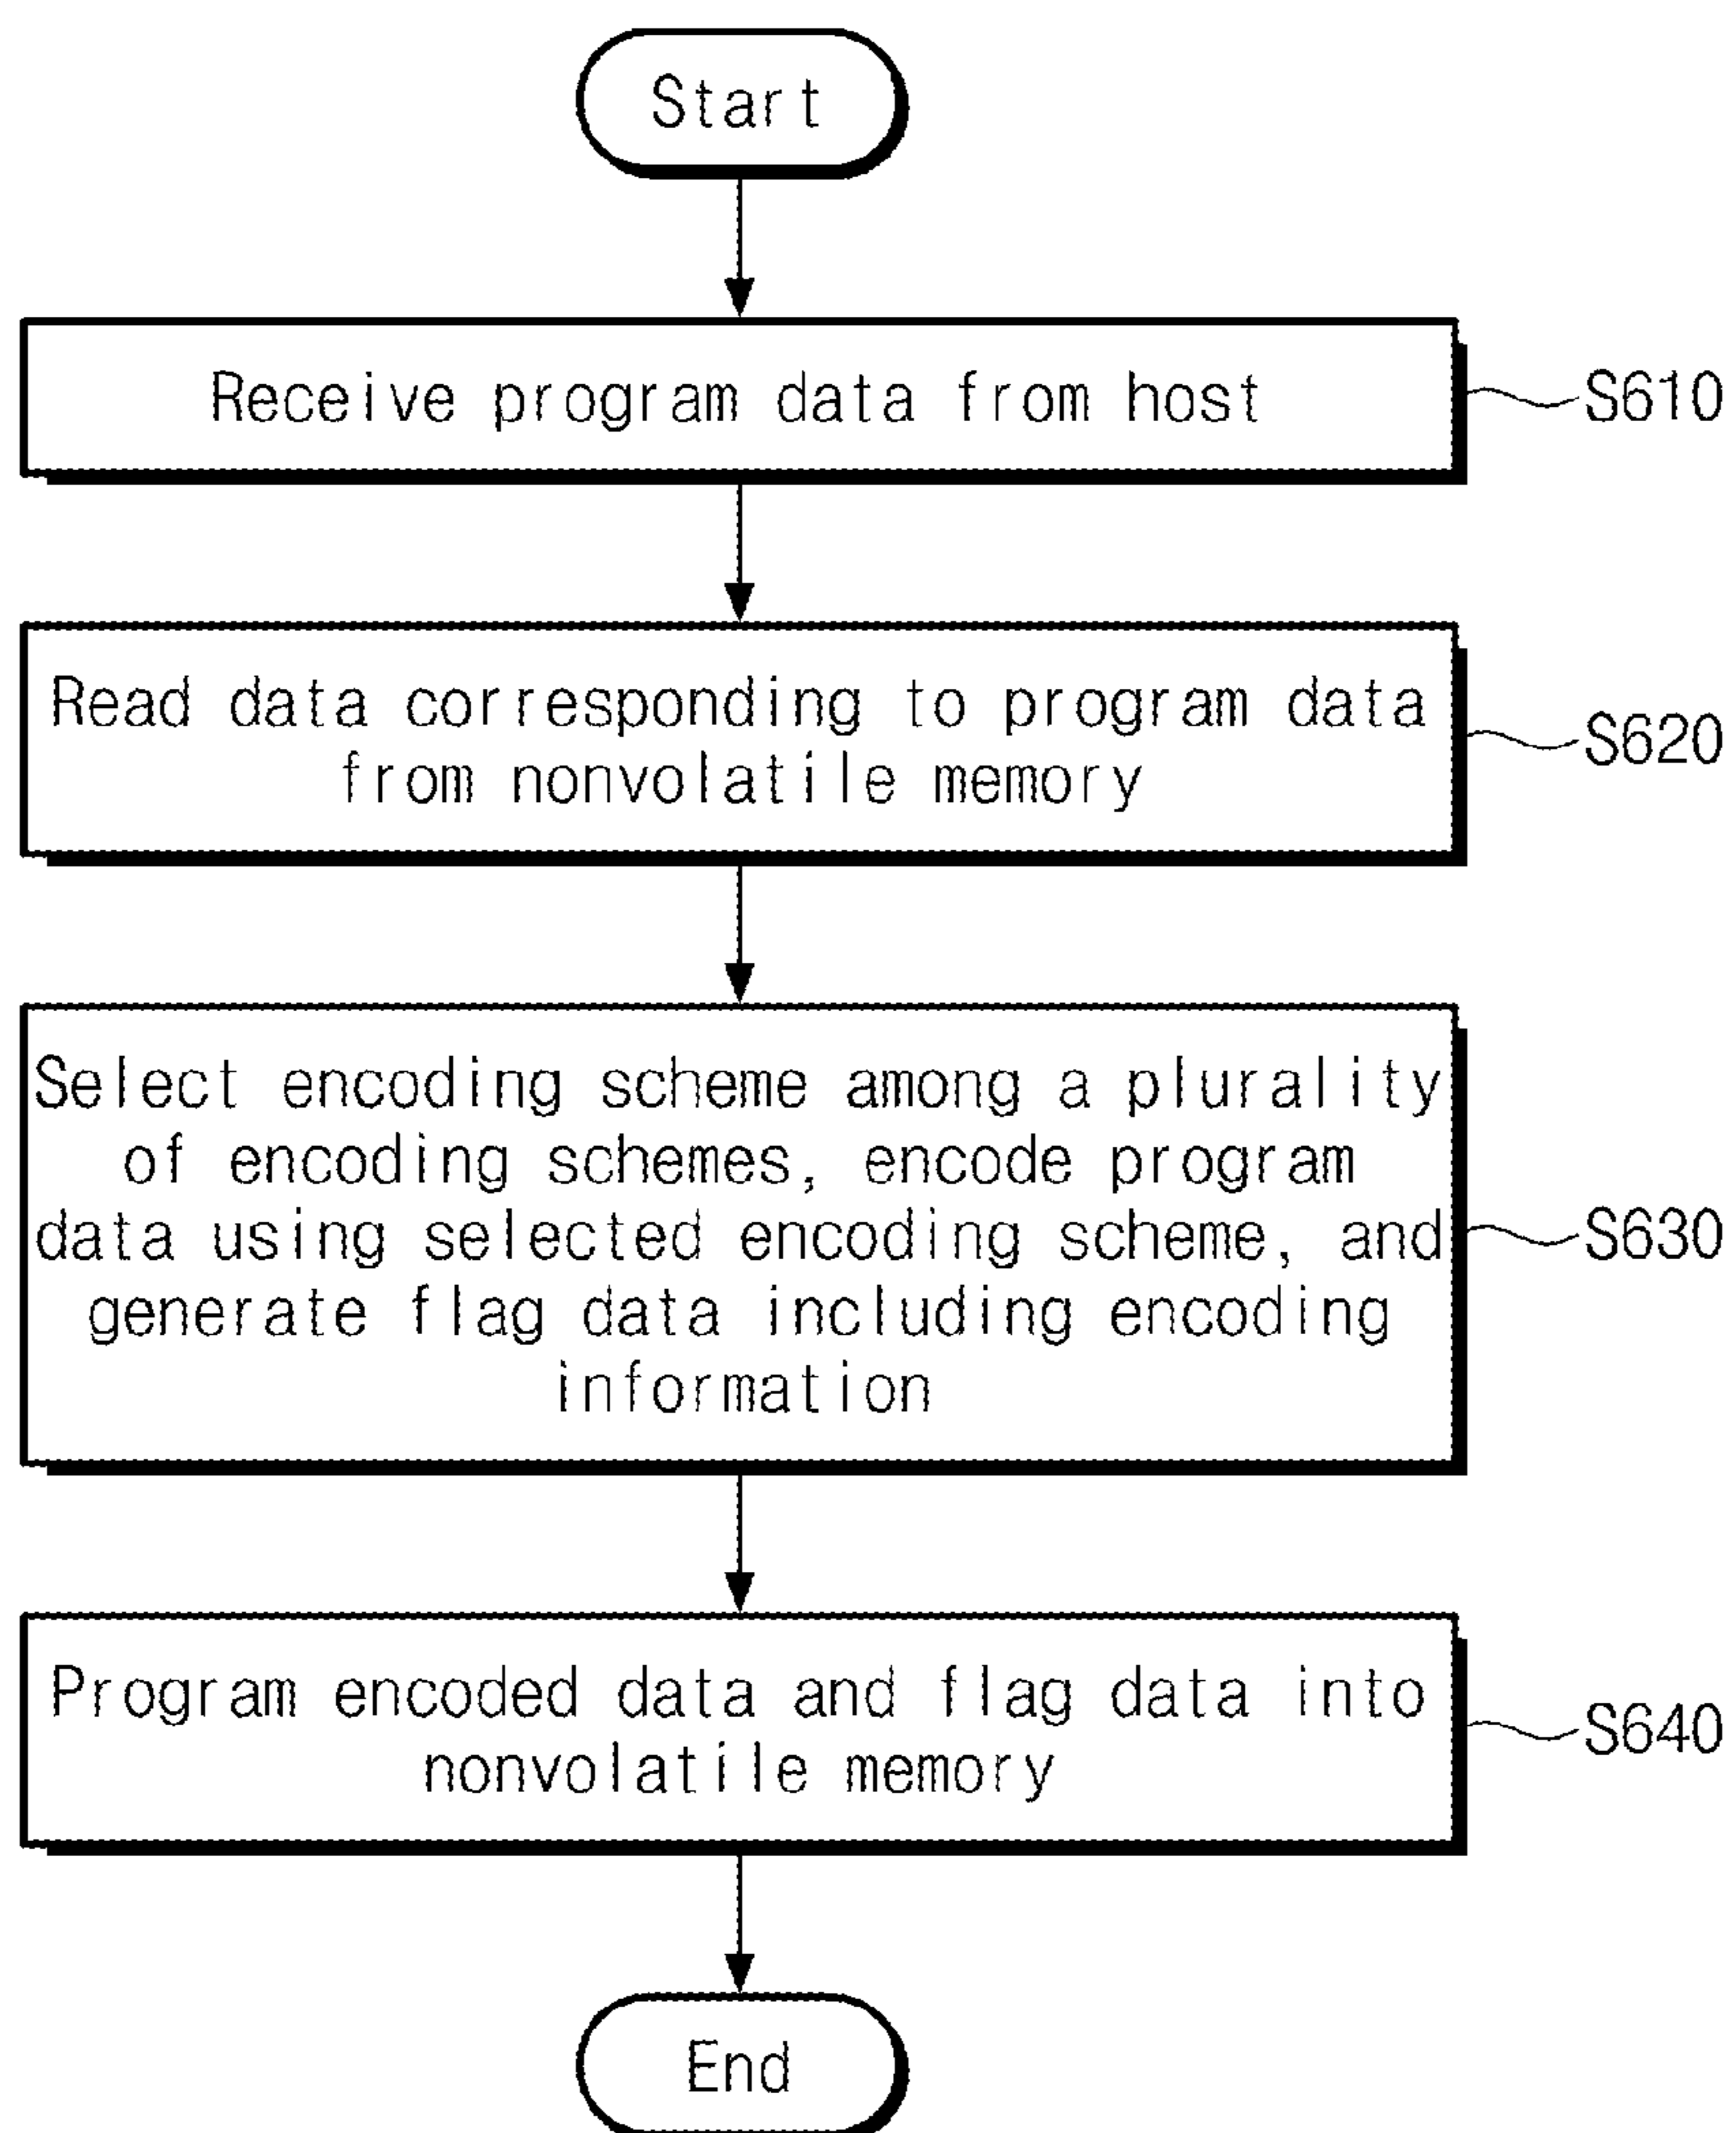 Start
Receive program data from host
S610
Read data corresponding to program data
from nonvolatile memory
S620
Select encoding scheme among a plurality
of encoding schemes, encode program
data using selected encoding scheme, and
generate flag data including encoding
information
S630
Program encoded data and flag data into
nonvolatile memory
S640
End